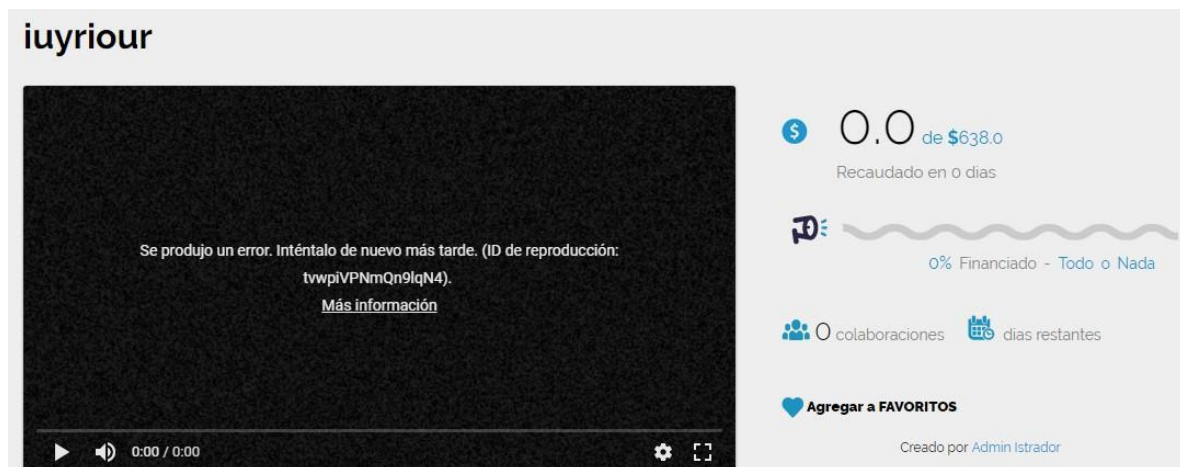 iuyriour
Se produjo un error. Inténtalo de nuevo más tarde. (ID de reproducción:
tvwpiVPNmQn9lqN4).
Más información
0:00 / 0:00
0.0 de $638.0
Recaudado en 0 dias
0% Financiado - Todo o Nada
0 colaboraciones dias restantes
Agregar a FAVORITOS
Creado por Admin Istrador